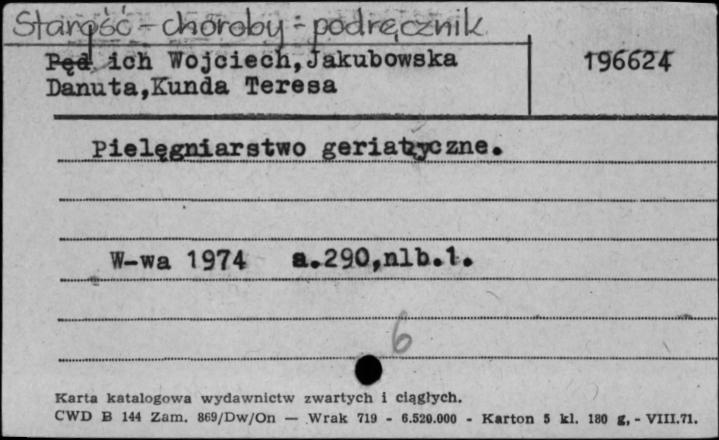 Starość - choroby - podręcznik
Pęd ich Wojciech, Jakubowska 196624
Danuta, Kunda Teresa
Pielęgniarstwo geriatryczne.
W-wa 1974 a.290,nlb.1.
6
Karta katalogowa wydawnictw zwartych i ciągłych.
CWD B 144 Zam. 869/Dw/On — Wrak 719 - 6.520.000 - Karton 5 kl. 180 g, - VIII.71.